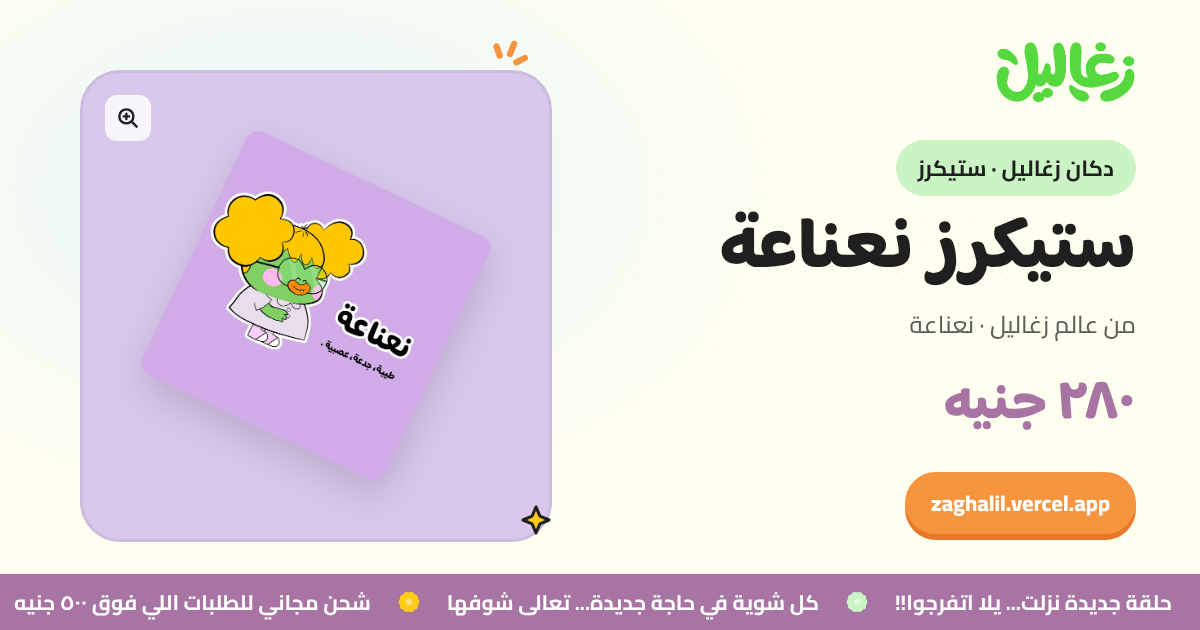 زغاليل
دكان زغاليل · ستيكرز
ستيكرز نعناعة
من عالم زغاليل · نعناعة
٢٨٠ جنيه
zaghalil.vercel.app
نعناعة
طيبة، جدعة، عصبية .
حلقة جديدة نزلت... يلا اتفرجوا!! كل شوية في حاجة جديدة... تعالى شوفها شحن مجاني للطلبات اللي فوق ٥٠٠ جنيه